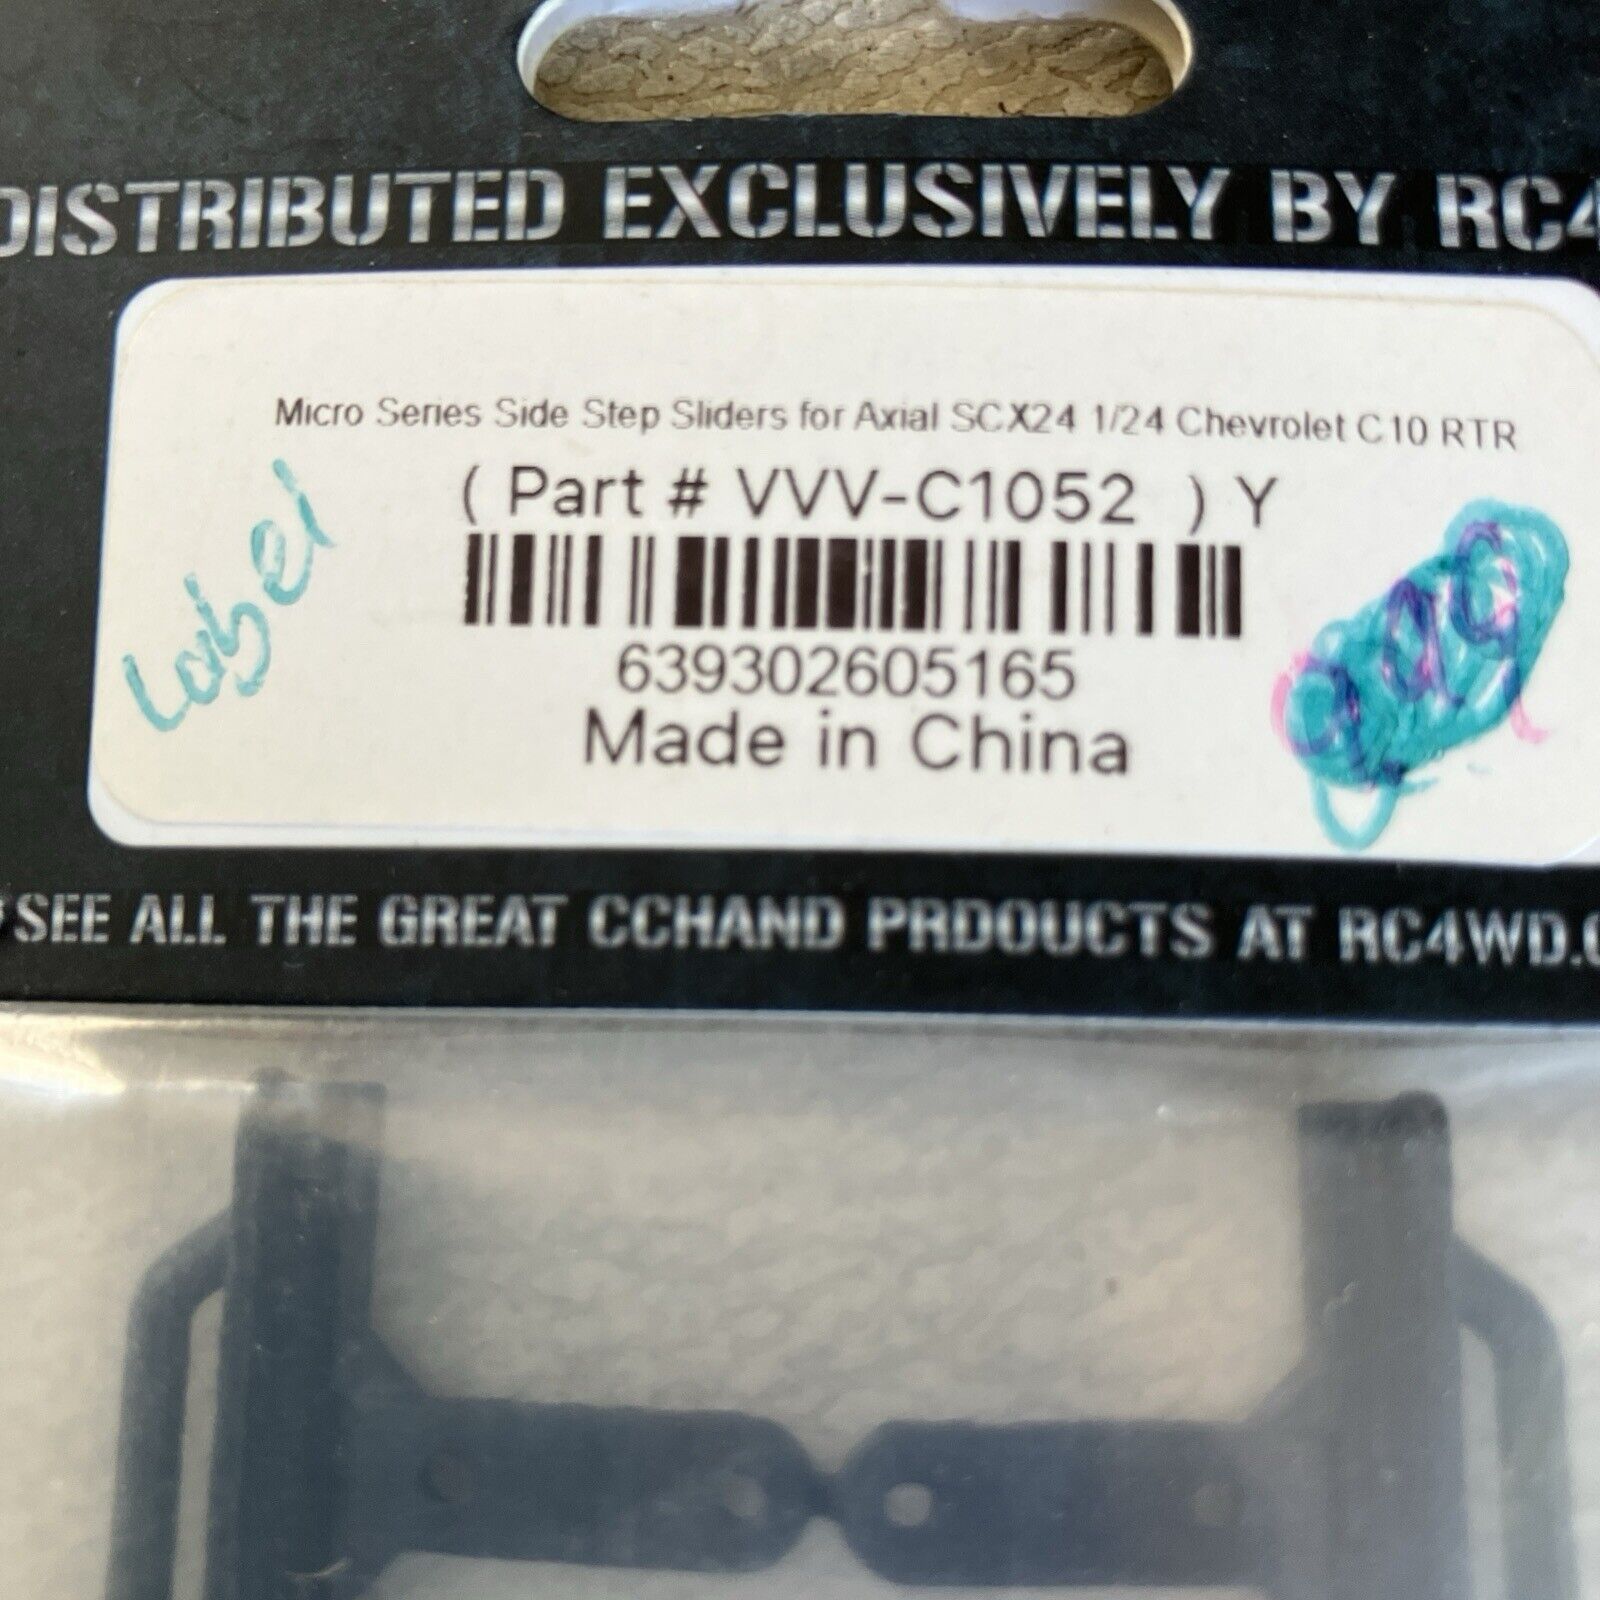 DISTRIBUTED EXCLUSIVELY BY RC4
Micro Series Side Step Sliders for Axial SCX24 1/24 Chevrolet C10 RTR
( Part # VVV-C1052 ) Y
Label
639302605165
Made in China
SEE ALL THE GREAT CCHAND PRDOUCTS AT RC4WD.C